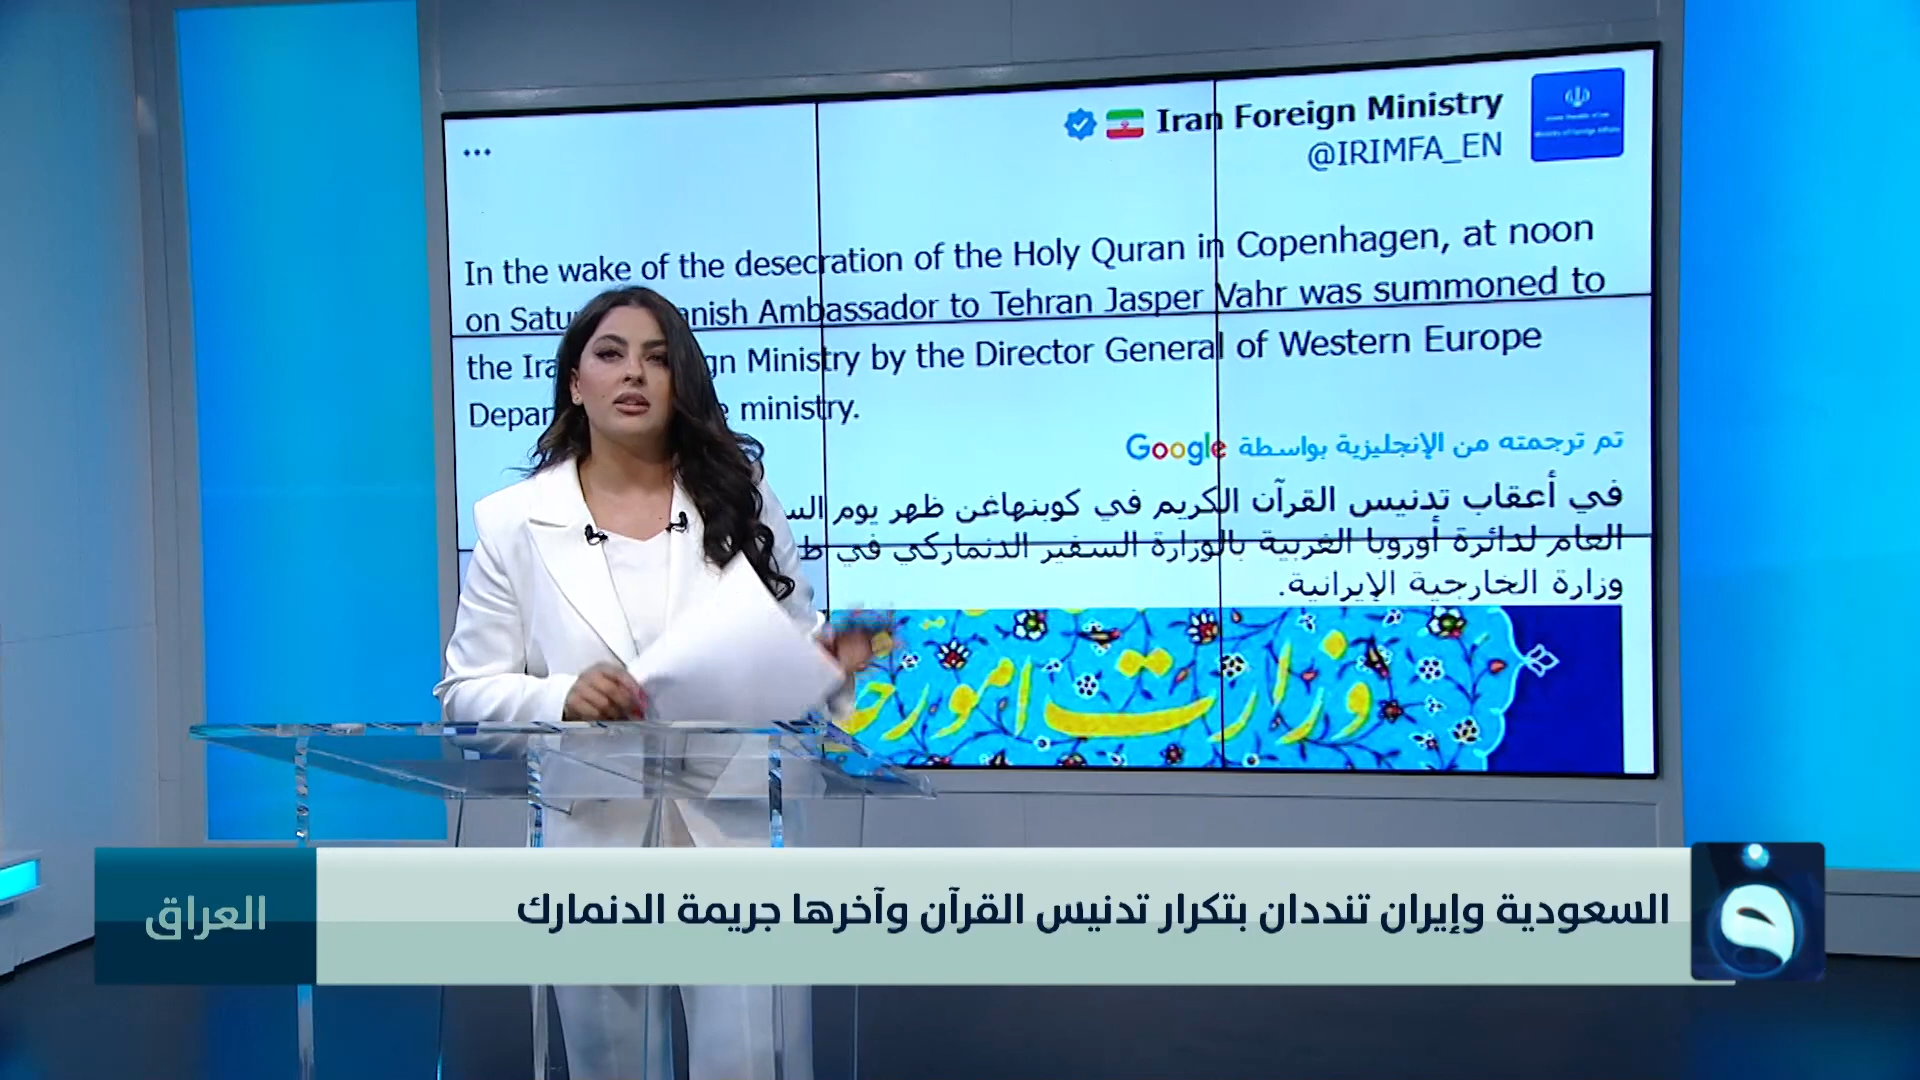 Iran Foreign Ministry
@IRIMFA_EN
In the wake of the desecration of the Holy Quran in Copenhagen, at noon
on Satu anish Ambassador to Tehran Jasper Vahr was summoned to
the Ira gn Ministry by the Director General of Western Europe
Depar ministry.
تم ترجمته من الإنجليزية بواسطة Google
في أعقاب تدنيس القرآن الكريم في كوبنهاغن ظهر يوم الس
العام لدائرة أوروبا الغربية بالوزارة السفير الدنماركي في ط
وزارة الخارجية الإيرانية.
وزارت امور
السعودية وإيران تنددان بتكرار تدنيس القرآن وآخرها جريمة الدنمارك
العراق